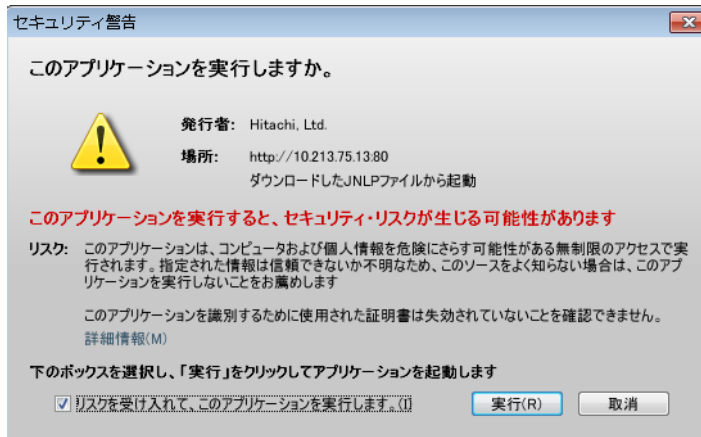 セキュリティ警告
このアプリケーションを実行しますか。
発行者: Hitachi, Ltd.
場所: http://10.213.75.13:80
ダウンロードしたJNLPファイルから起動
このアプリケーションを実行すると、セキュリティ・リスクが生じる可能性があります
リスク: このアプリケーションは、コンピュータおよび個人情報を危険にさらす可能性がある無制限のアクセスで実
行されます。指定された情報は信頼できないか不明なため、このソースをよく知らない場合は、このアプ
リケーションを実行しないことをお薦めします
このアプリケーションを識別するために使用された証明書は失効されていないことを確認できません。
詳細情報(M)
下のボックスを選択し、「実行」をクリックしてアプリケーションを起動します
リスクを受け入れて、このアプリケーションを実行します。(I)
実行(R) 取消